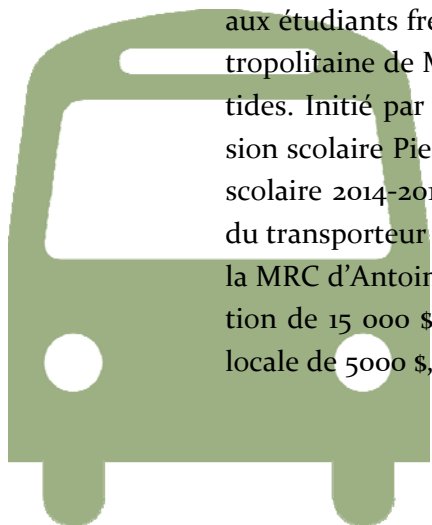 aux étudiants fre
tropolitaine de M
tides. Initié par
sion scolaire Pie
scolaire 2014-201
du transporteur
la MRC d'Antoin
tion de 15 000 $
locale de 5000 $,